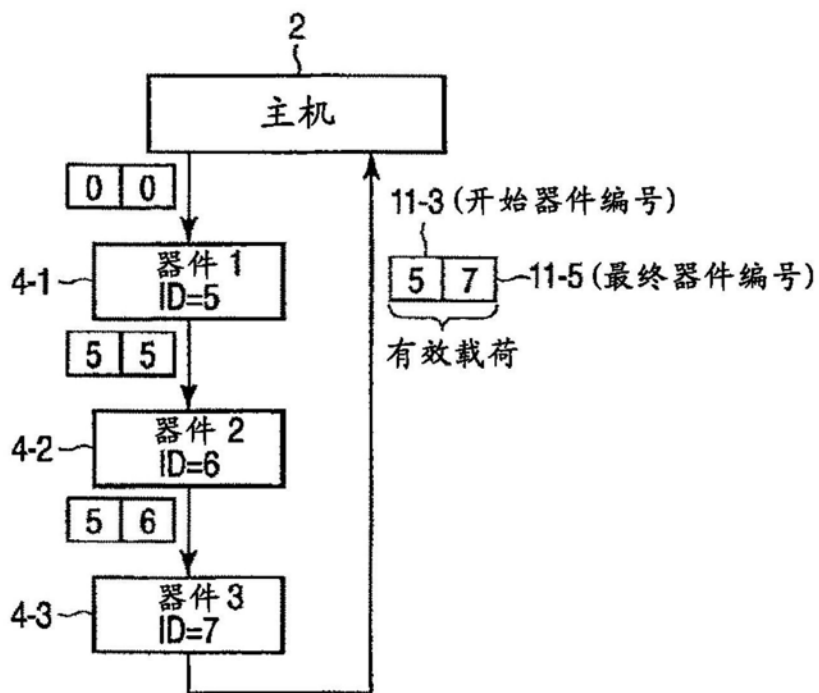 2
主机
0 0
11-3 (开始器件编号)
4-1
器件 1
ID=5
5 7
11-5 (最终器件编号)
有效载荷
5 5
4-2
器件 2
ID=6
5 6
4-3
器件 3
ID=7